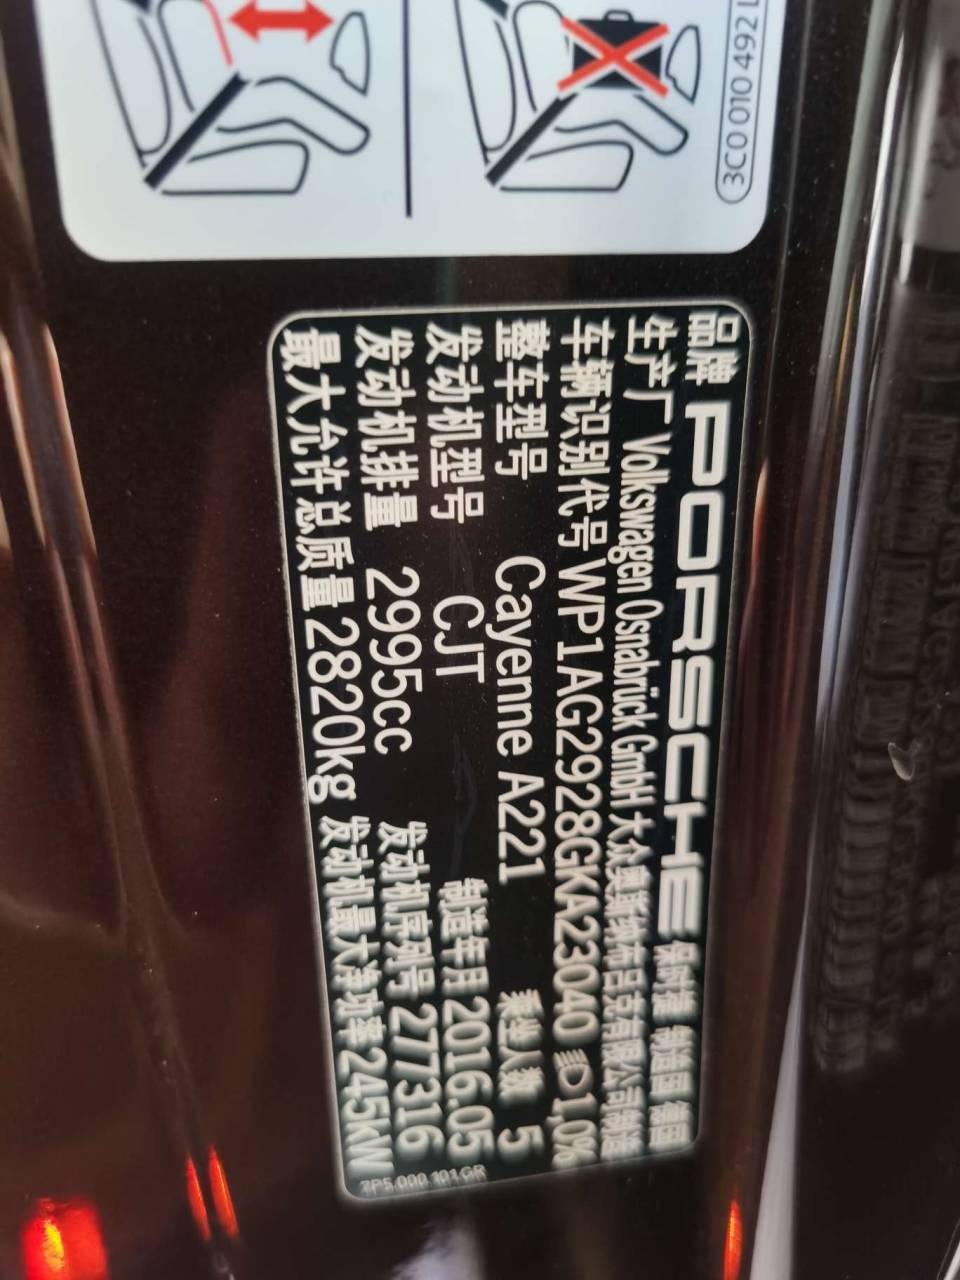 3C0 010 492
品牌 PORSCHE 保时捷 制造国 德国
生产厂 Volkswagen Osnabrück GmbH 大众奥斯纳布吕克有限公司制造
车辆识别代号 WP1AG2928GKA23040 1,0%
整车型号 Cayenne A221 乘坐人数 5
发动机型号 CJT 制造年月 2016.05
发动机排量 2995cc 发动机序列号 277316
最大允许总质量 2820kg 发动机最大净功率 245kW
7P5.000.101.GR